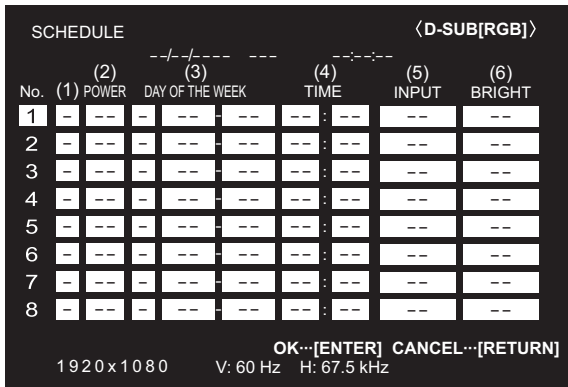 SCHEDULE 〈D-SUB[RGB]〉
--/--/---- --- --:--:--
(2) (3) (4) (5) (6)
No. (1) POWER DAY OF THE WEEK TIME INPUT BRIGHT
1 - -- - -- - -- -- : -- -- --
2 - -- - -- - -- -- : -- -- --
3 - -- - -- - -- -- : -- -- --
4 - -- - -- - -- -- : -- -- --
5 - -- - -- - -- -- : -- -- --
6 - -- - -- - -- -- : -- -- --
7 - -- - -- - -- -- : -- -- --
8 - -- - -- - -- -- : -- -- --
OK···[ENTER] CANCEL···[RETURN]
1920x1080 V: 60 Hz H: 67.5 kHz